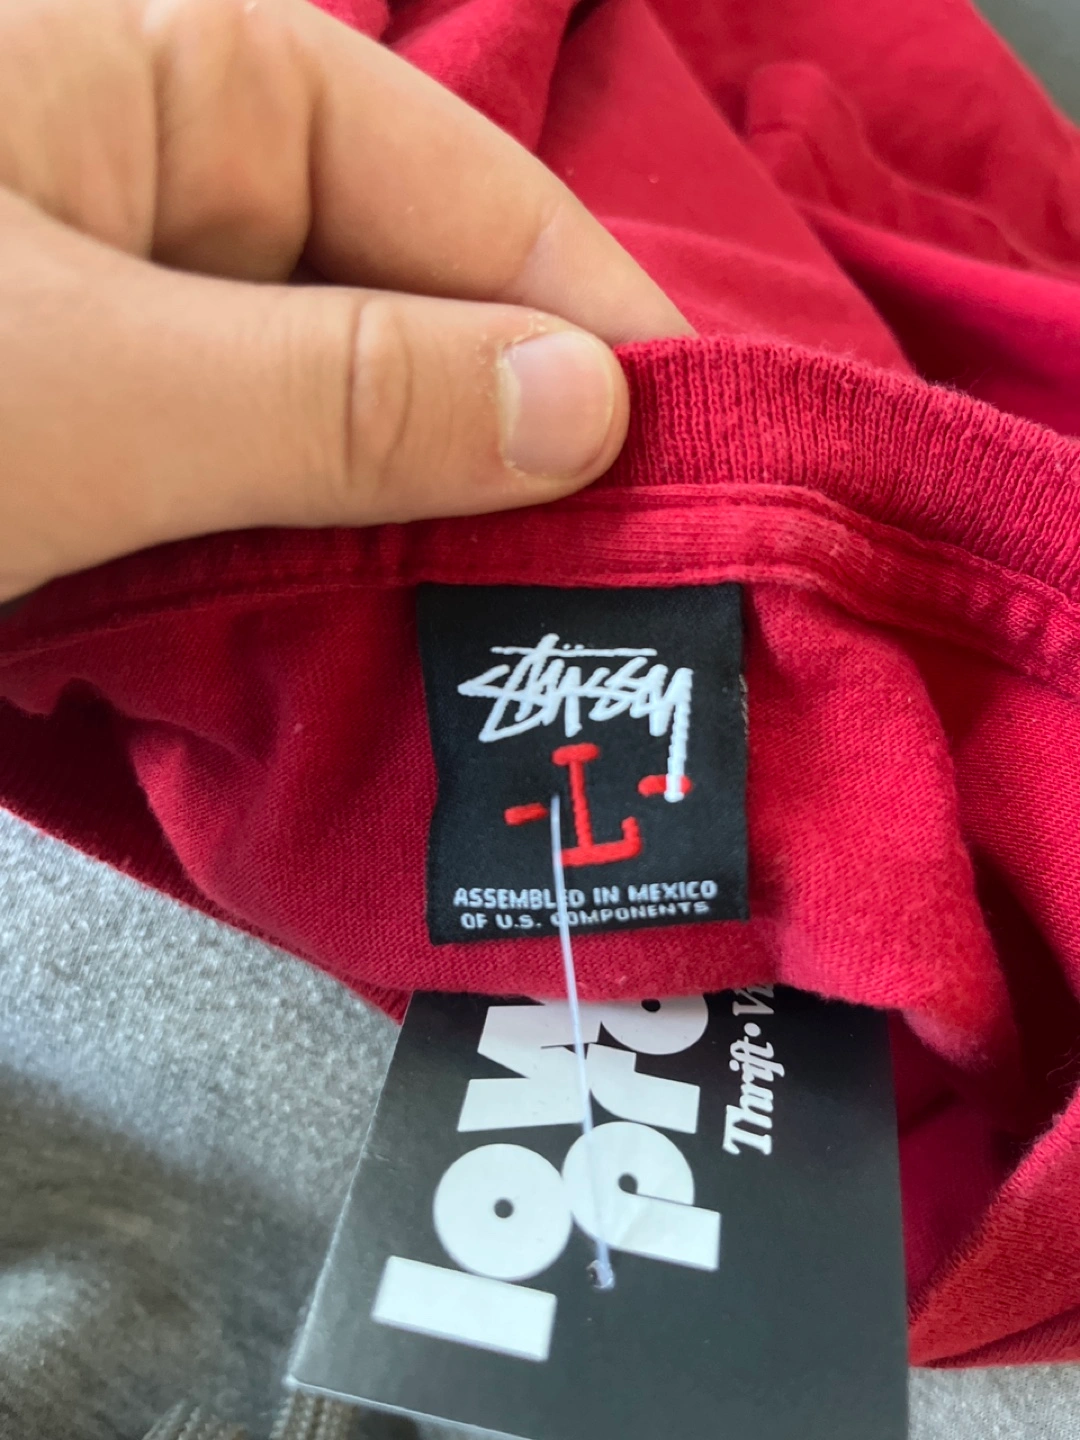 Stüssy
-L-
ASSEMBLED IN MEXICO
OF U.S. COMPONENTS
Thrift •